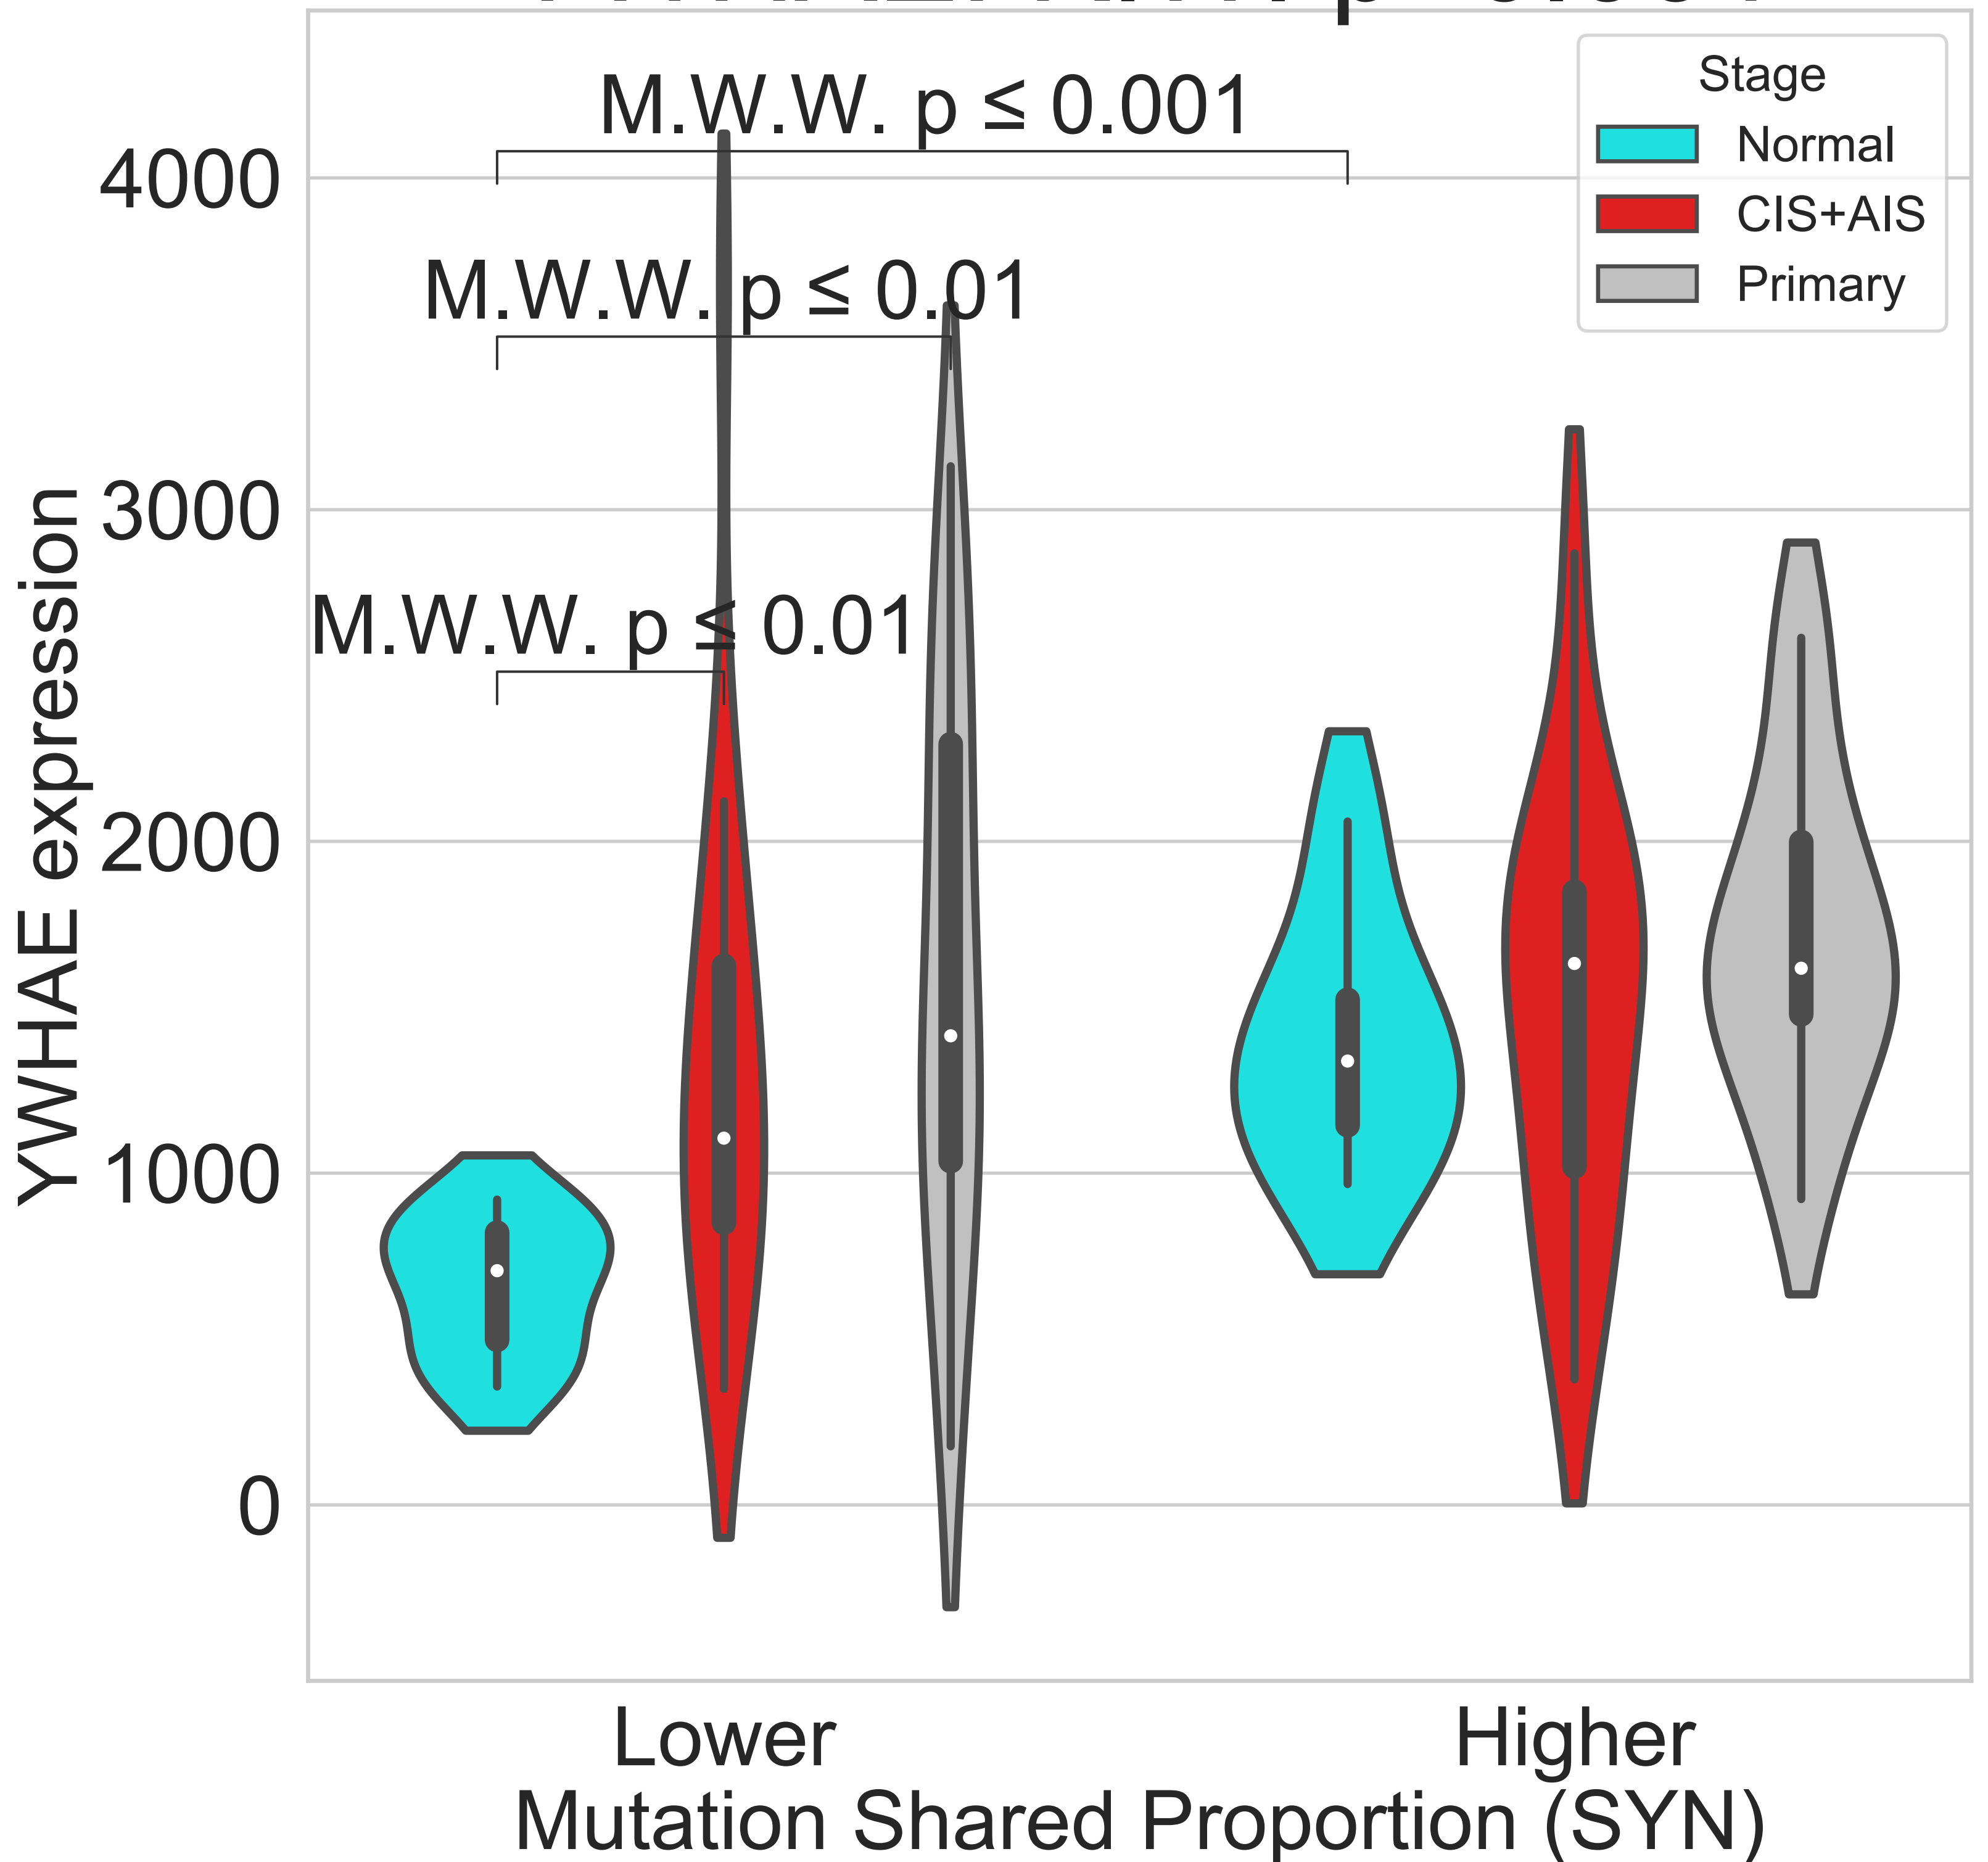 M.W.W. p ≤ 0.001
M.W.W. p ≤ 0.01
M.W.W. p ≤ 0.01
Stage
Normal
CIS+AIS
Primary
YWHAE expression
4000
3000
2000
1000
0
Lower
Higher
Mutation Shared Proportion (SYN)